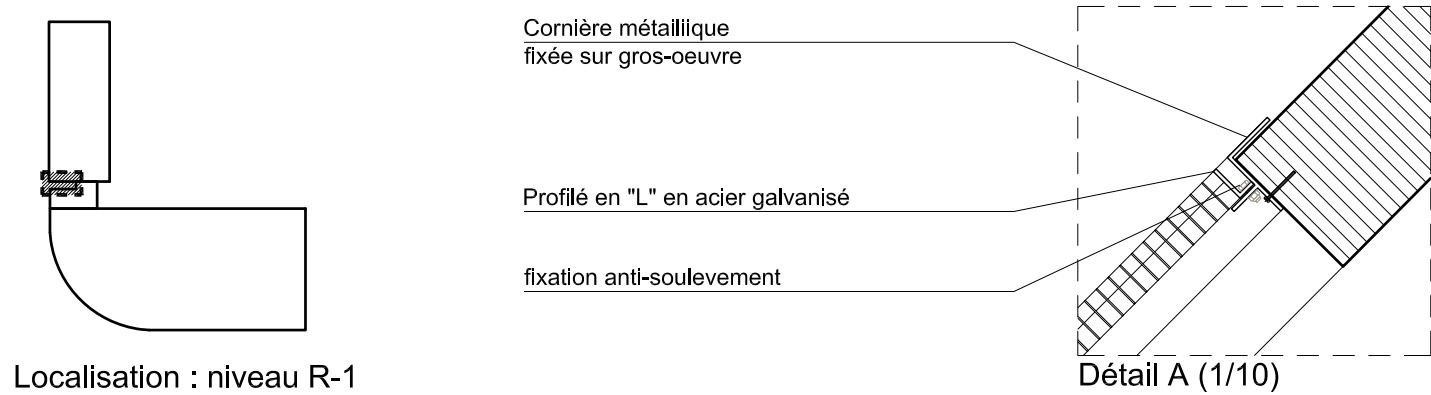 Cornière métalliique
fixée sur gros-oeuvre
Profilé en "L" en acier galvanisé
fixation anti-soulevement
Localisation : niveau R-1
Détail A (1/10)